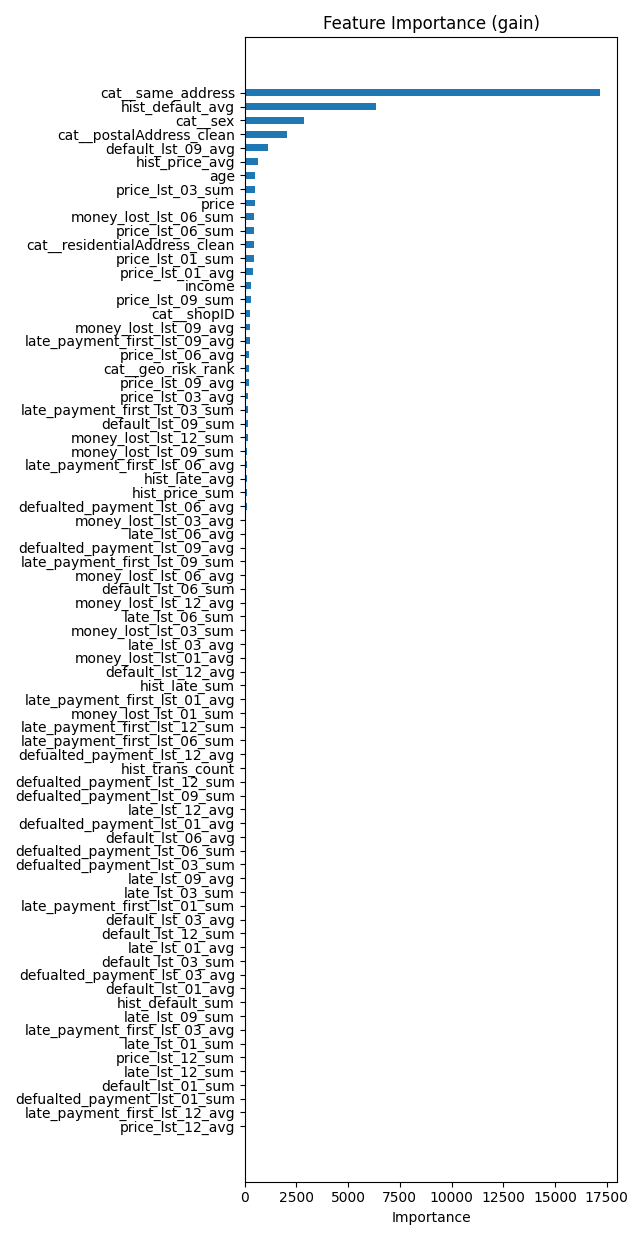 Feature Importance (gain)
cat__same_address
hist_default_avg
cat__sex
cat__postalAddress_clean
default_lst_09_avg
hist_price_avg
age
price_lst_03_sum
price
money_lost_lst_06_sum
price_lst_06_sum
cat__residentialAddress_clean
price_lst_01_sum
price_lst_01_avg
income
price_lst_09_sum
cat__shopID
money_lost_lst_09_avg
late_payment_first_lst_09_avg
price_lst_06_avg
cat__geo_risk_rank
price_lst_09_avg
price_lst_03_avg
late_payment_first_lst_03_sum
default_lst_09_sum
money_lost_lst_12_sum
money_lost_lst_09_sum
late_payment_first_lst_06_avg
hist_late_avg
hist_price_sum
defualted_payment_lst_06_avg
money_lost_lst_03_avg
late_lst_06_avg
defualted_payment_lst_09_avg
late_payment_first_lst_09_sum
money_lost_lst_06_avg
default_lst_06_sum
money_lost_lst_12_avg
late_lst_06_sum
money_lost_lst_03_sum
late_lst_03_avg
money_lost_lst_01_avg
default_lst_12_avg
hist_late_sum
late_payment_first_lst_01_avg
money_lost_lst_01_sum
late_payment_first_lst_12_sum
late_payment_first_lst_06_sum
defualted_payment_lst_12_avg
hist_trans_count
defualted_payment_lst_12_sum
defualted_payment_lst_09_sum
late_lst_12_avg
defualted_payment_lst_01_avg
default_lst_06_avg
defualted_payment_lst_06_sum
defualted_payment_lst_03_sum
late_lst_09_avg
late_lst_03_sum
late_payment_first_lst_01_sum
default_lst_03_avg
default_lst_12_sum
late_lst_01_avg
default_lst_03_sum
defualted_payment_lst_03_avg
default_lst_01_avg
hist_default_sum
late_lst_09_sum
late_payment_first_lst_03_avg
late_lst_01_sum
price_lst_12_sum
late_lst_12_sum
default_lst_01_sum
defualted_payment_lst_01_sum
late_payment_first_lst_12_avg
price_lst_12_avg
0 2500 5000 7500 10000 12500 15000 17500
Importance